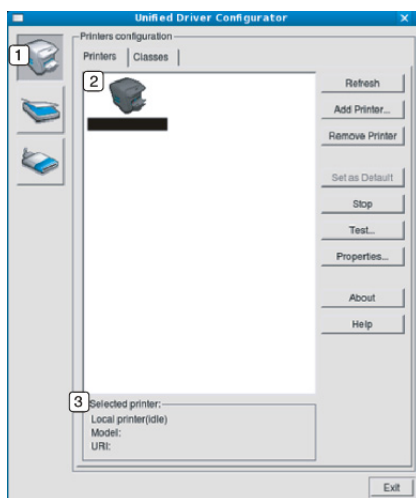 Unified Driver Configurator
Printers configuration
1
Printers
Classes
2
Refresh
Add Printer...
Remove Printer
Set as Default
Stop
Test...
Properties...
About
Help
3
Selected printer:
Local printer(idle)
Model:
URI:
Exit